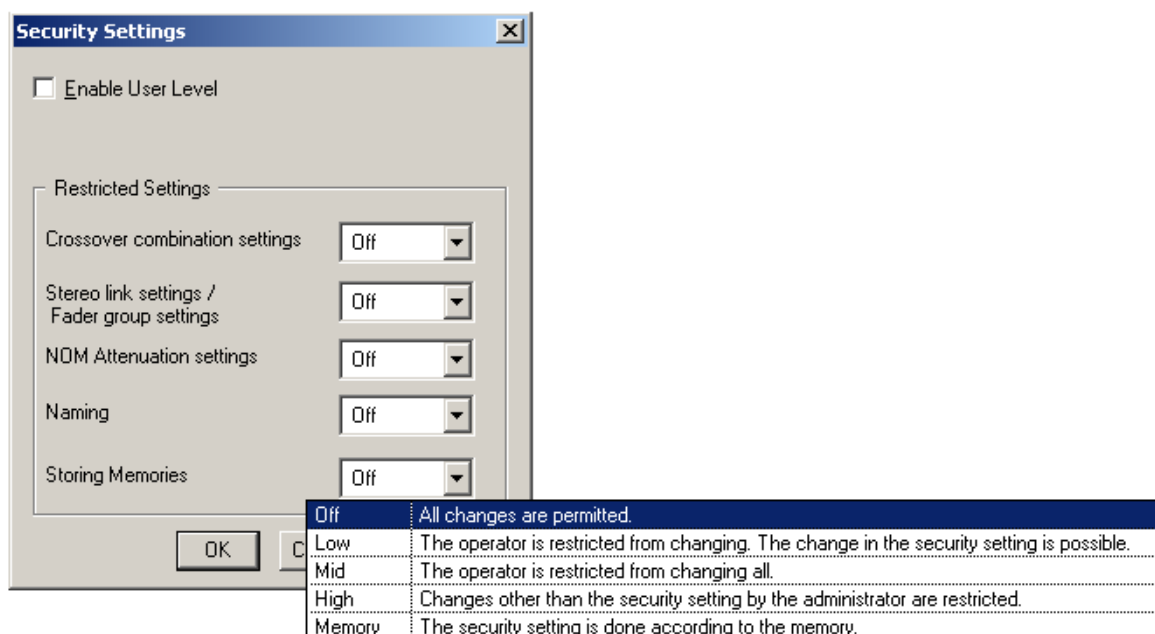 Security Settings
Enable User Level
Restricted Settings
Crossover combination settings Off
Stereo link settings /
Fader group settings Off
NOM Attenuation settings Off
Naming Off
Storing Memories Off
OK C
Off All changes are permitted.
Low The operator is restricted from changing. The change in the security setting is possible.
Mid The operator is restricted from changing all.
High Changes other than the security setting by the administrator are restricted.
Memory The security setting is done according to the memory.